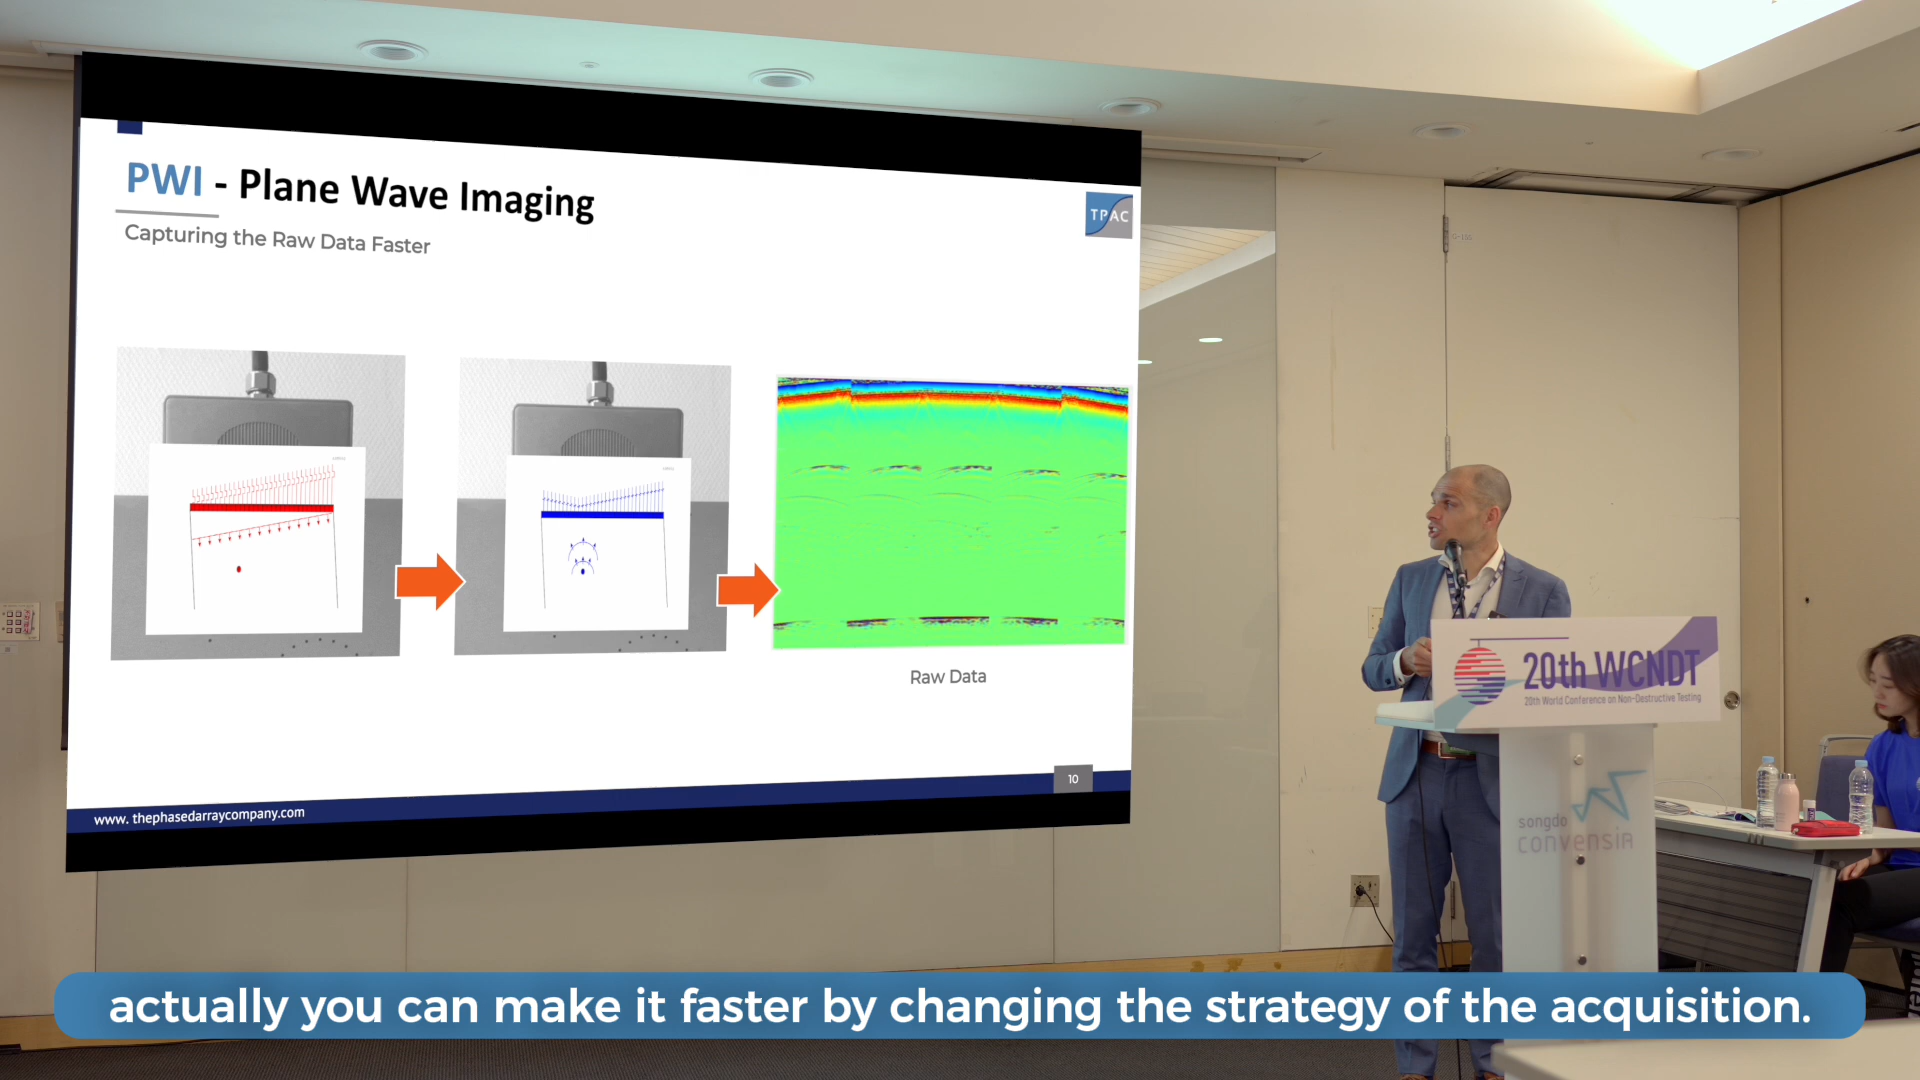 PWI - Plane Wave Imaging
Capturing the Raw Data Faster
TPAC
Raw Data
10
www. thephasedarraycompany.com
20th WCNDT
20th World Conference on Non-Destructive Testing
songdo
convensia
actually you can make it faster by changing the strategy of the acquisition.